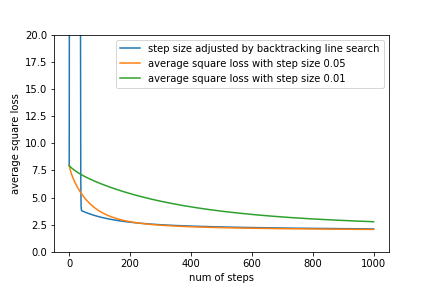 20.0
17.5
15.0
12.5
10.0
7.5
5.0
2.5
0.0
average square loss
step size adjusted by backtracking line search
average square loss with step size 0.05
average square loss with step size 0.01
0 200 400 600 800 1000
num of steps